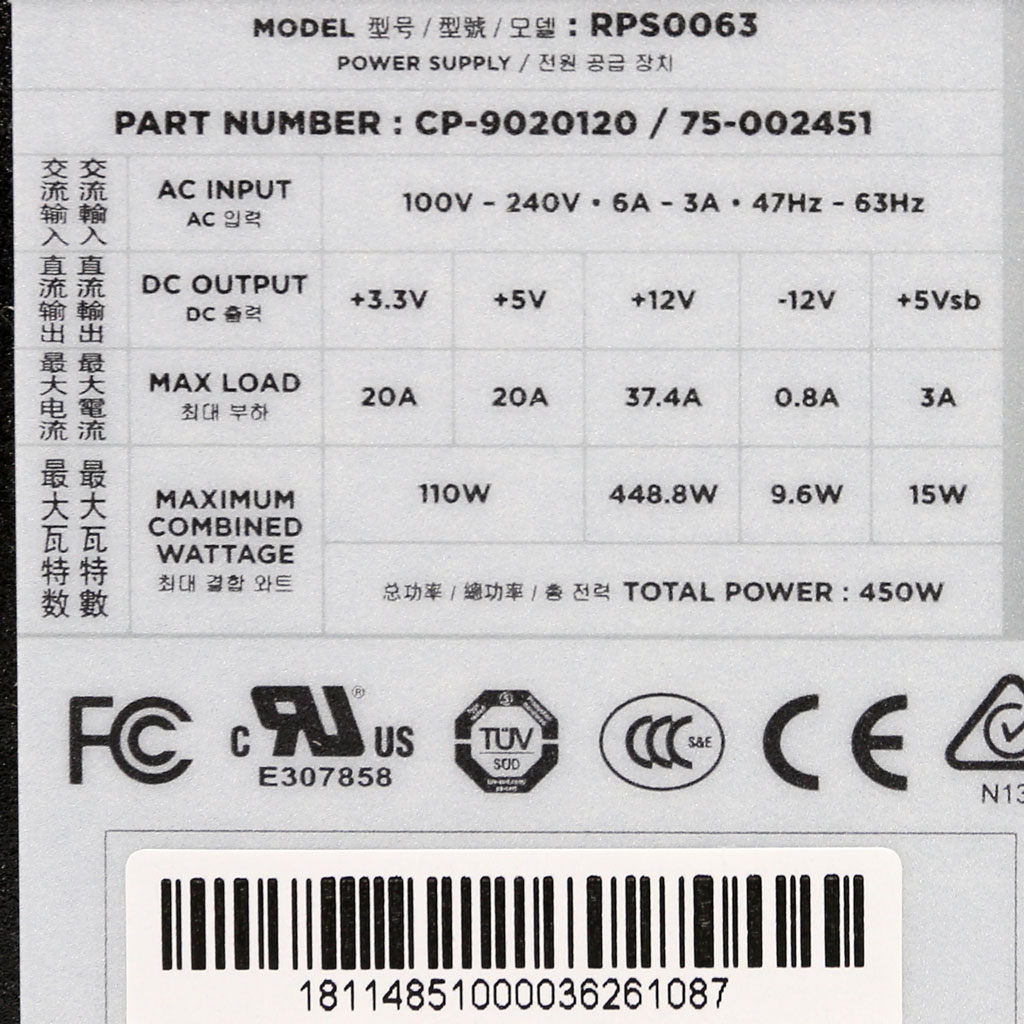 MODEL 型号 / 型號 / 모델 : RPS0063
POWER SUPPLY / 전원 공급 장치
PART NUMBER : CP-9020120 / 75-002451
交流输入 交流輸入 AC INPUT 100V - 240V • 6A - 3A • 47Hz - 63Hz
AC 입력
直流输出 直流輸出 DC OUTPUT +3.3V +5V +12V -12V +5Vsb
DC 출력
最大电流 最大電流 MAX LOAD 20A 20A 37.4A 0.8A 3A
최대 부하
最大瓦特数 最大瓦特數 MAXIMUM 110W 448.8W 9.6W 15W
COMBINED
WATTAGE
최대 결합 와트
总功率 / 總功率 / 총 전력 TOTAL POWER : 450W
FC
C RU ® US
E307858
TÜV
SÜD
CCC S&E
CE
N13
18114851000036261087